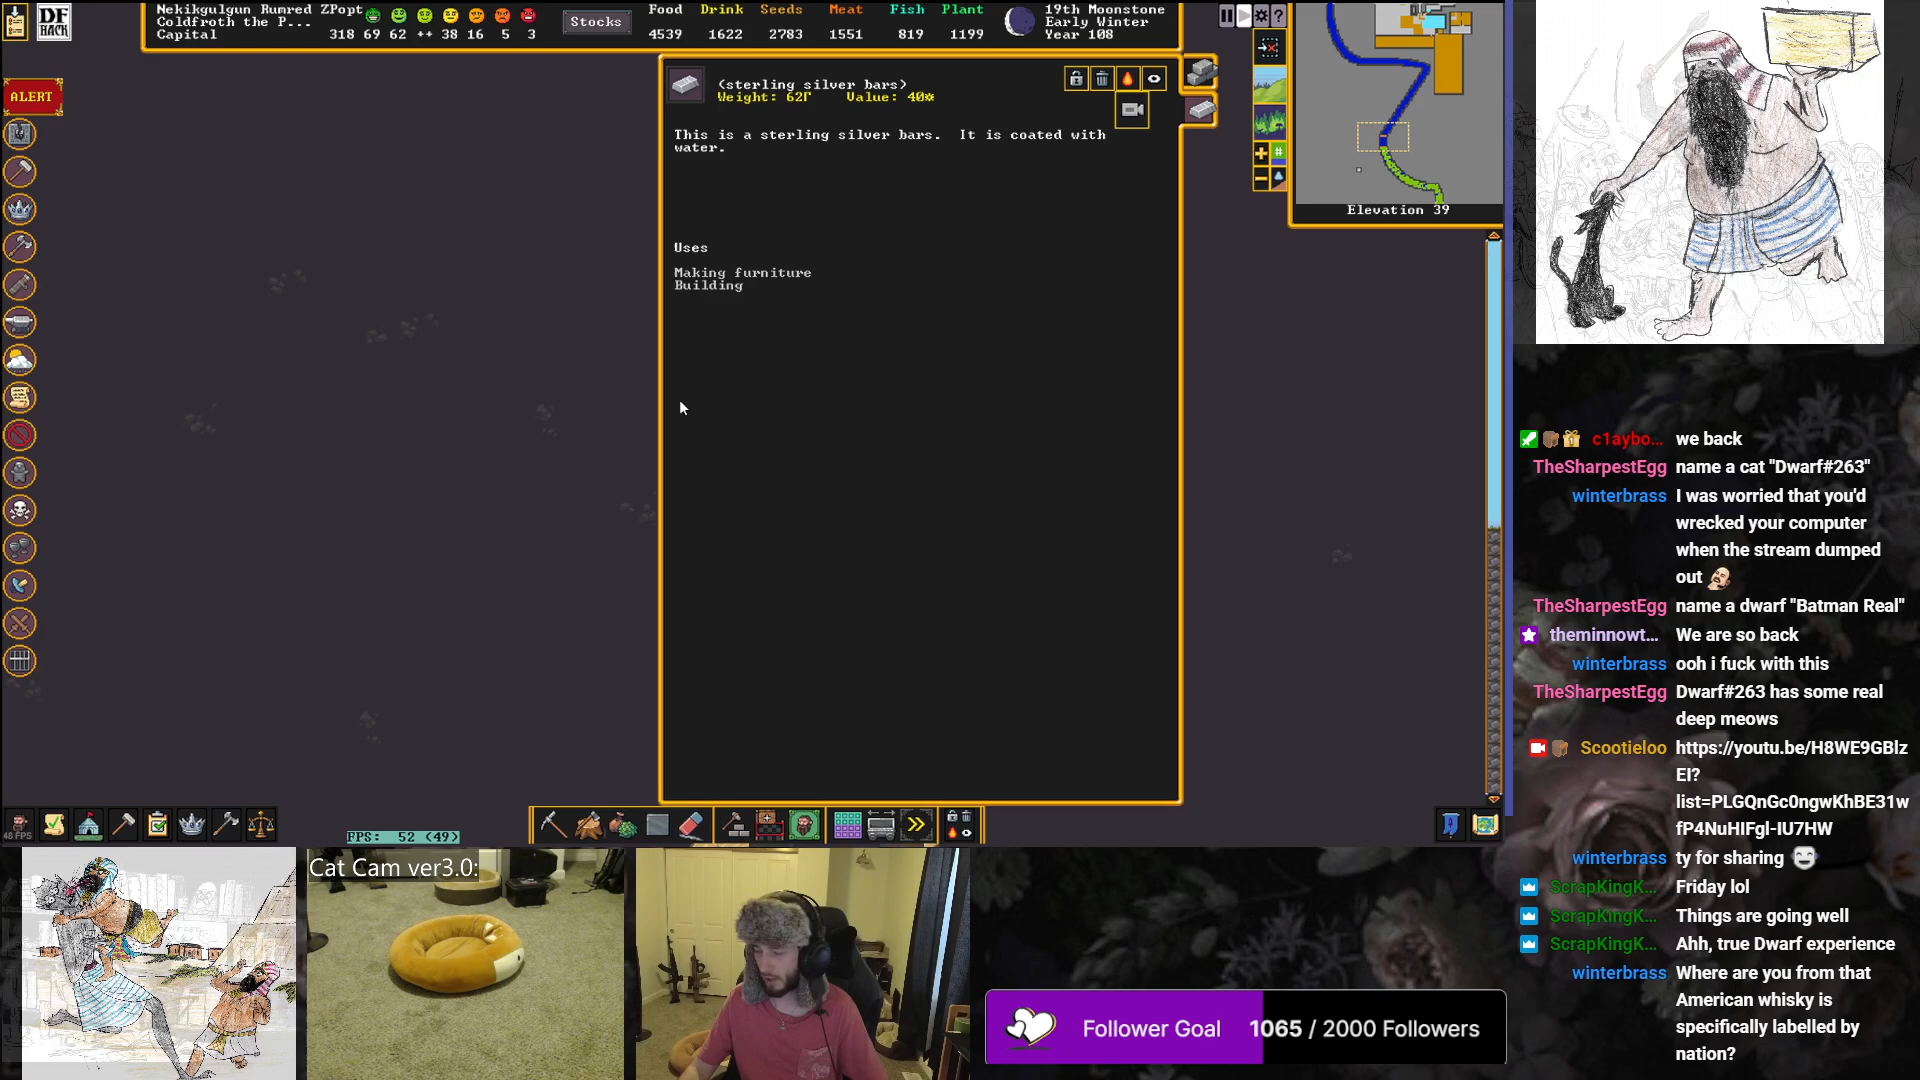 DF
HACK
Nekikgulgun Rumred ZPopt
Coldfroth the P...
Capital 318 69 62 ++ 38 16 5 3
Stocks
Food Drink Seeds Meat Fish Plant
4539 1622 2783 1551 819 1199
19th Moonstone
Early Winter
Year 108
?
ALERT
(sterling silver bars)
Weight: 62Γ Value: 40☼
This is a sterling silver bars. It is coated with
water.
Uses
Making furniture
Building
Elevation 39
48 FPS
FPS: 52 (49)
Cat Cam ver3.0:
Follower Goal 1065 / 2000 Followers
c1aybo... we back
TheSharpestEgg name a cat "Dwarf#263"
winterbrass I was worried that you'd
wrecked your computer
when the stream dumped
out
TheSharpestEgg name a dwarf "Batman Real"
theminnowt... We are so back
winterbrass ooh i fuck with this
TheSharpestEgg Dwarf#263 has some real
deep meows
Scootieloo https://youtu.be/H8WE9GBlz
EI?
list=PLGQnGc0ngwKhBE31w
fP4NuHIFgl-IU7HW
winterbrass ty for sharing
ScrapKingK... Friday lol
ScrapKingK... Things are going well
ScrapKingK... Ahh, true Dwarf experience
winterbrass Where are you from that
American whisky is
specifically labelled by
nation?